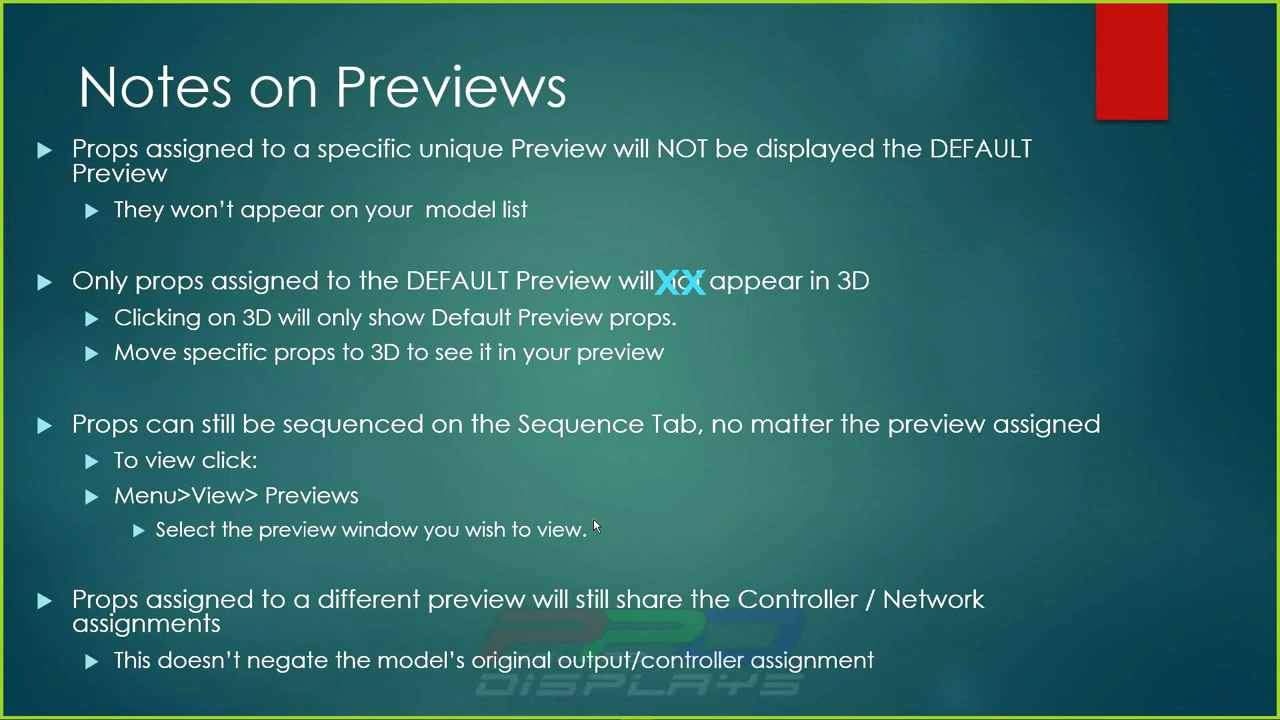 Notes on Previews
Props assigned to a specific unique Preview will NOT be displayed the DEFAULT
Preview
They won't appear on your model list
Only props assigned to the DEFAULT Preview will not XX appear in 3D
Clicking on 3D will only show Default Preview props.
Move specific props to 3D to see it in your preview
Props can still be sequenced on the Sequence Tab, no matter the preview assigned
To view click:
Menu>View> Previews
Select the preview window you wish to view.
Props assigned to a different preview will still share the Controller / Network
assignments
This doesn't negate the model's original output/controller assignment
DISPLAYS